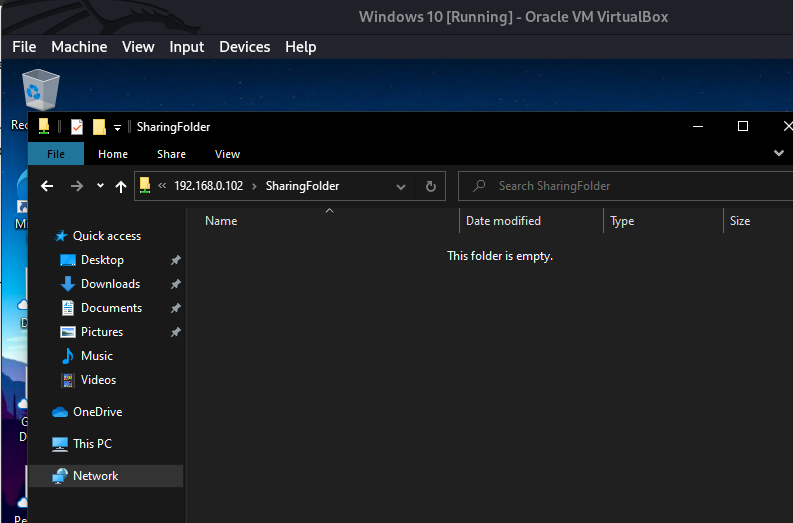 Windows 10 [Running] - Oracle VM VirtualBox
File Machine View Input Devices Help
SharingFolder
File Home Share View
« 192.168.0.102 › SharingFolder Search SharingFolder
Name Date modified Type Size
This folder is empty.
Quick access
Desktop
Downloads
Documents
Pictures
Music
Videos
OneDrive
This PC
Network